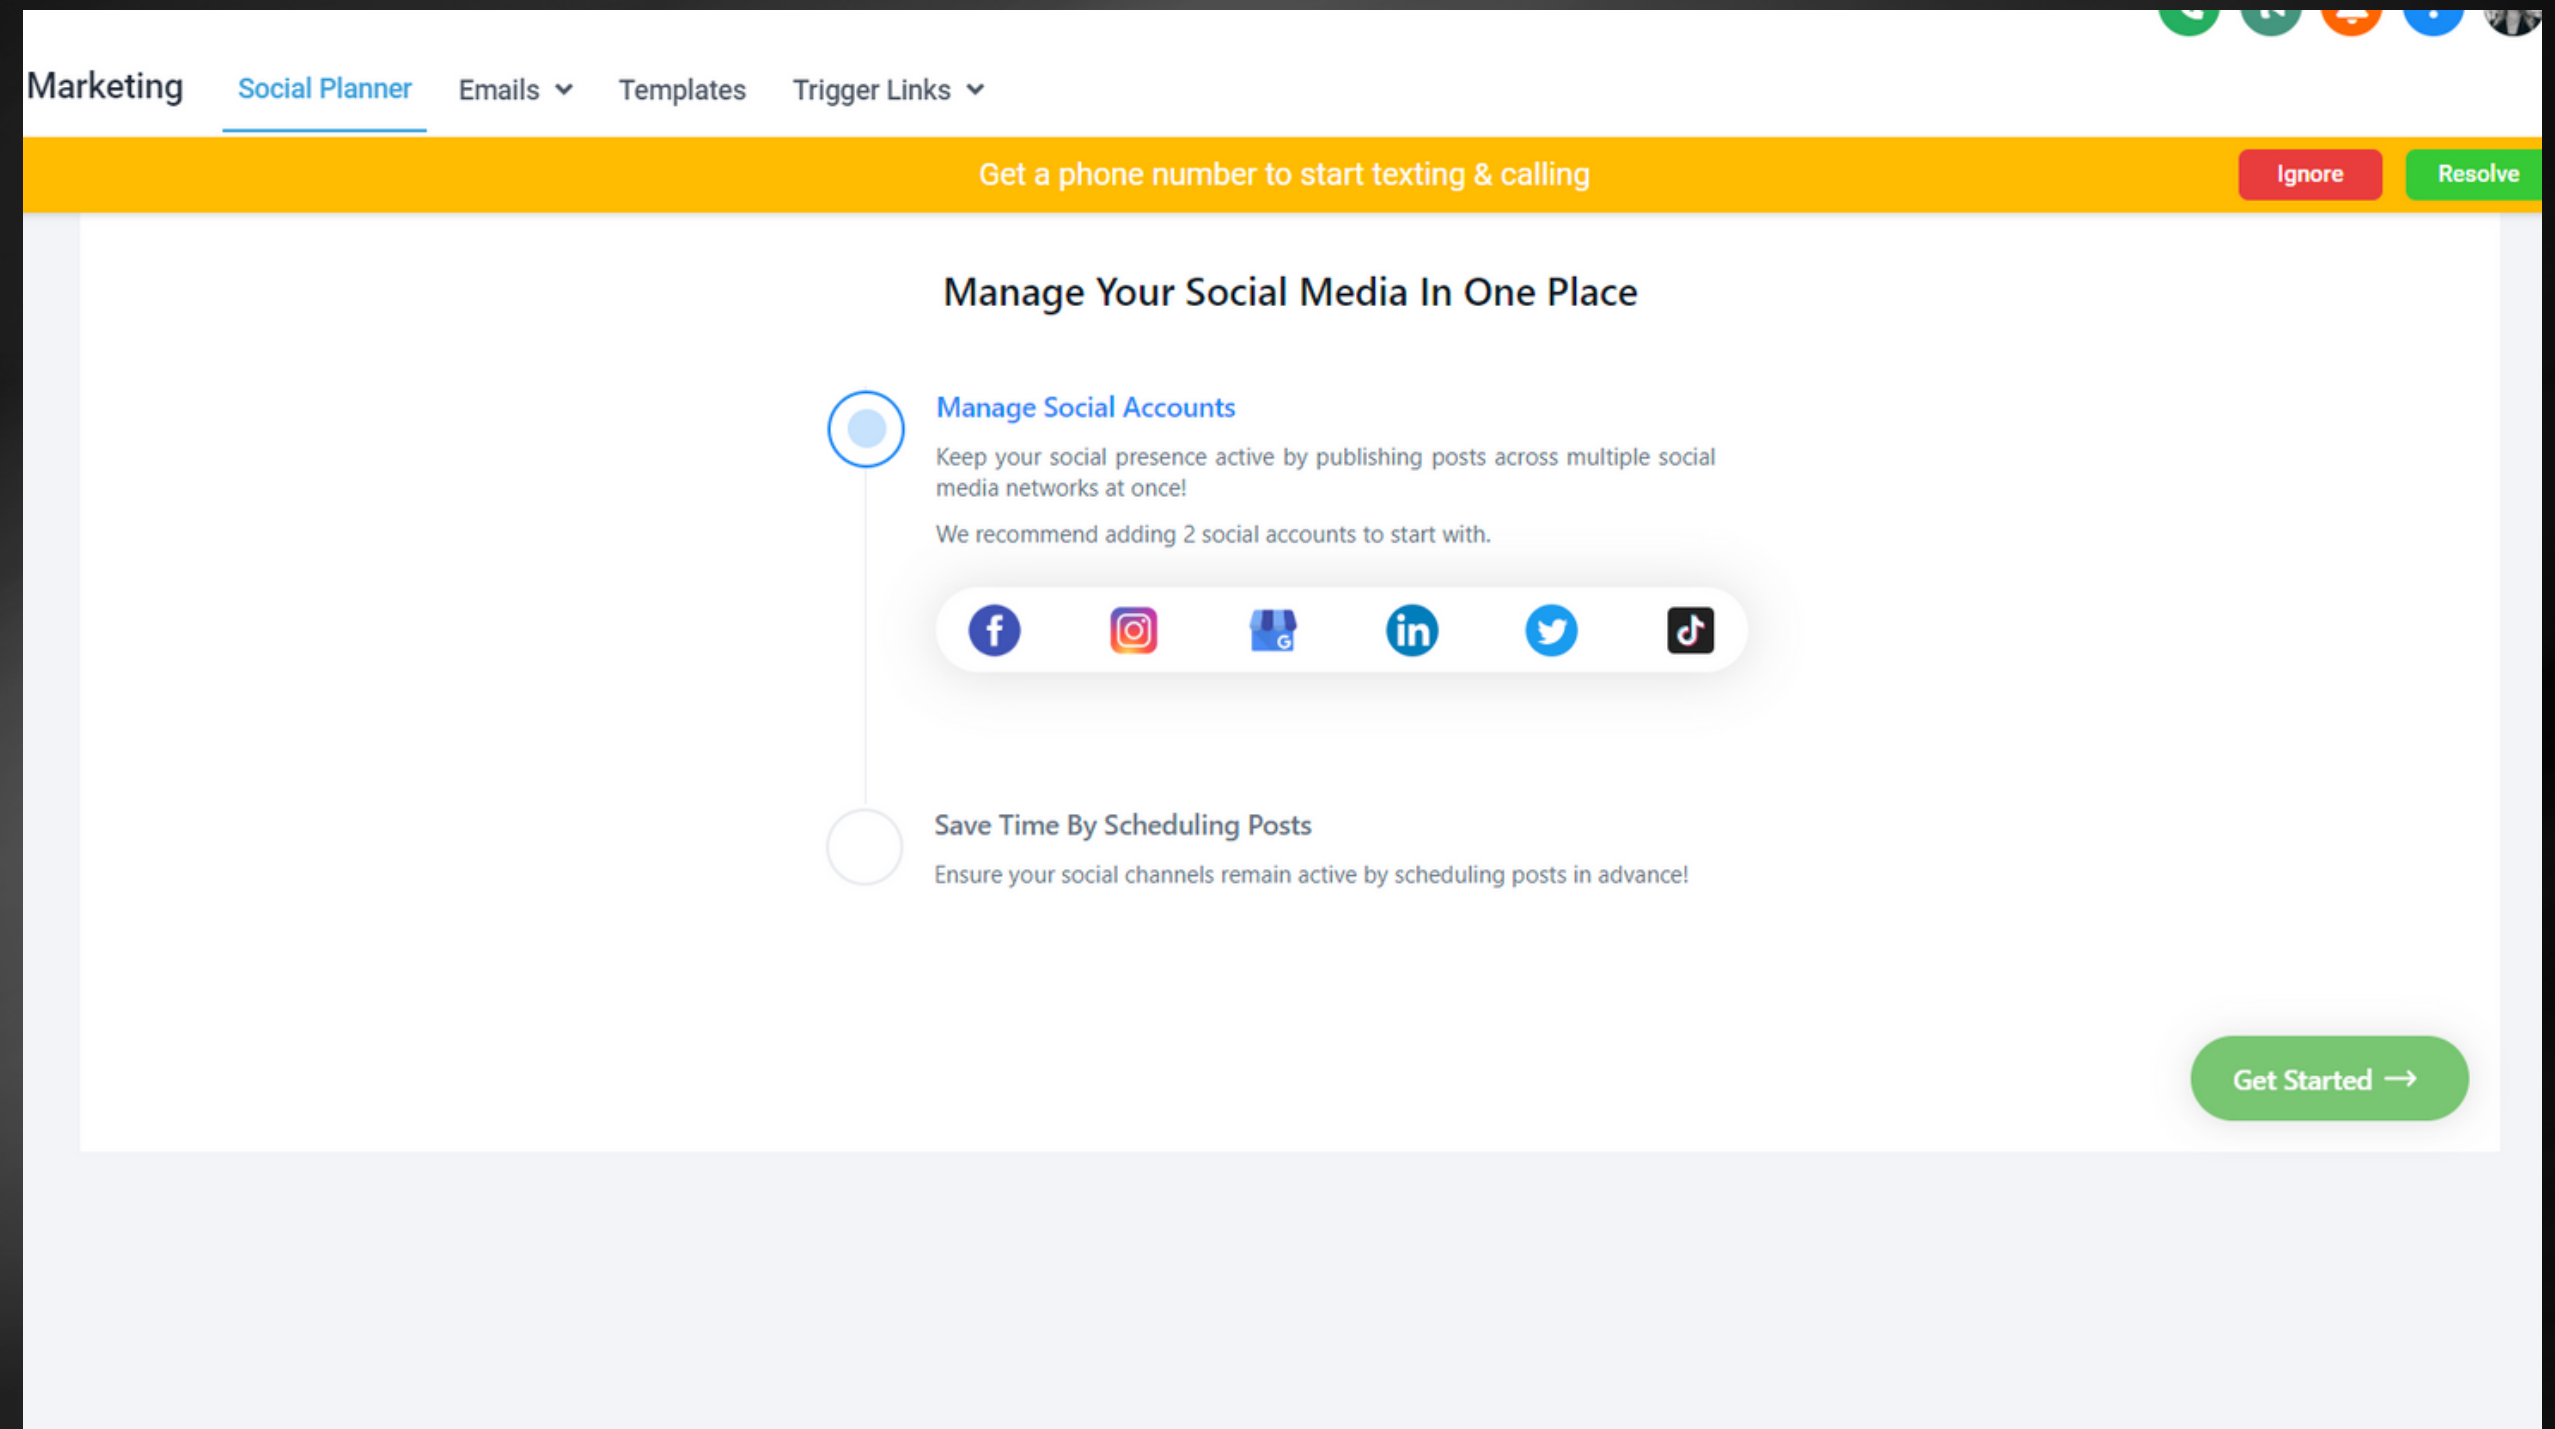 Marketing
Social Planner
Emails
Templates
Trigger Links
Get a phone number to start texting & calling
Ignore
Resolve
Manage Your Social Media In One Place
Manage Social Accounts
Keep your social presence active by publishing posts across multiple social
media networks at once!
We recommend adding 2 social accounts to start with.
Save Time By Scheduling Posts
Ensure your social channels remain active by scheduling posts in advance!
Get Started →